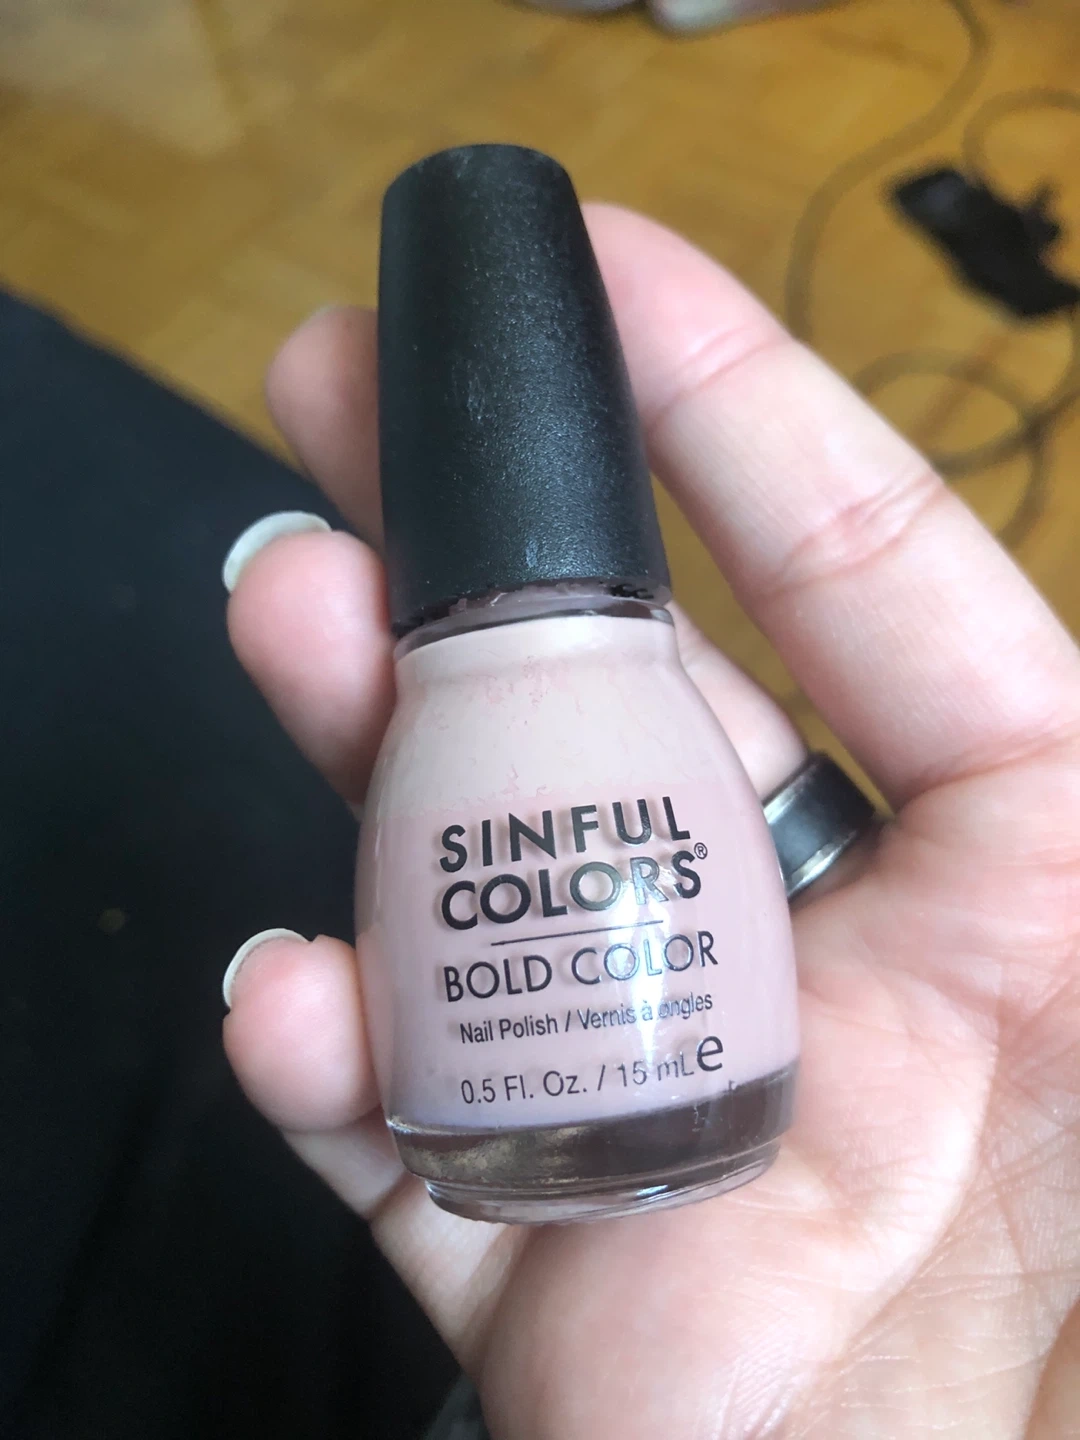 SINFUL
COLORS®
BOLD COLOR
Nail Polish / Vernis à ongles
0.5 Fl. Oz. / 15 mL e